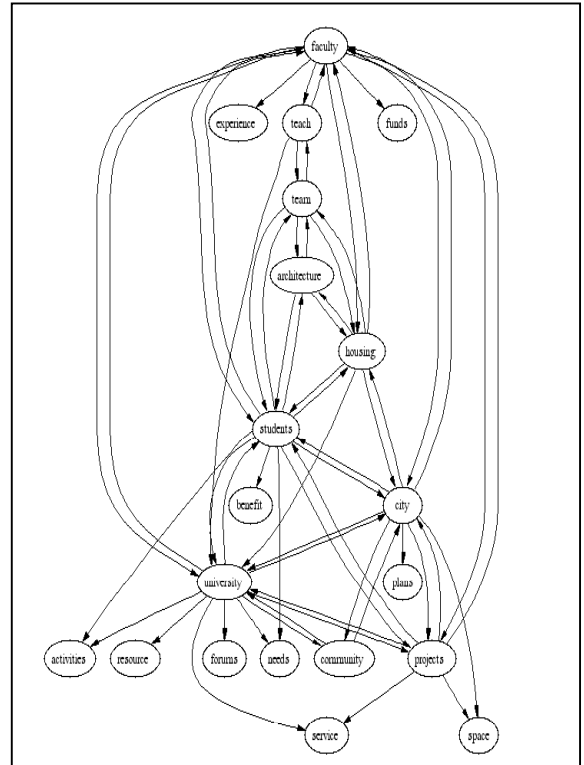 faculty
experience teach funds
team
architecture
housing
students
benefit city
university plans
activities resource forums needs community projects
service space